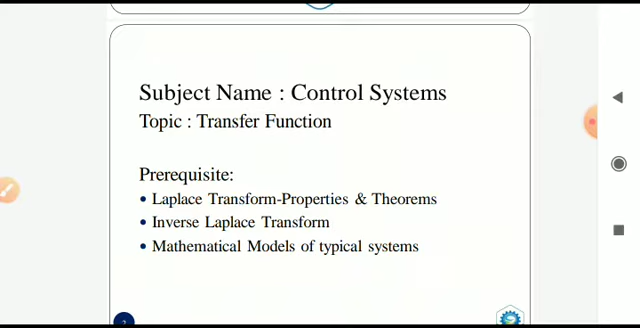 Subject Name : Control Systems
Topic : Transfer Function
Prerequisite:
• Laplace Transform-Properties & Theorems
• Inverse Laplace Transform
• Mathematical Models of typical systems
2